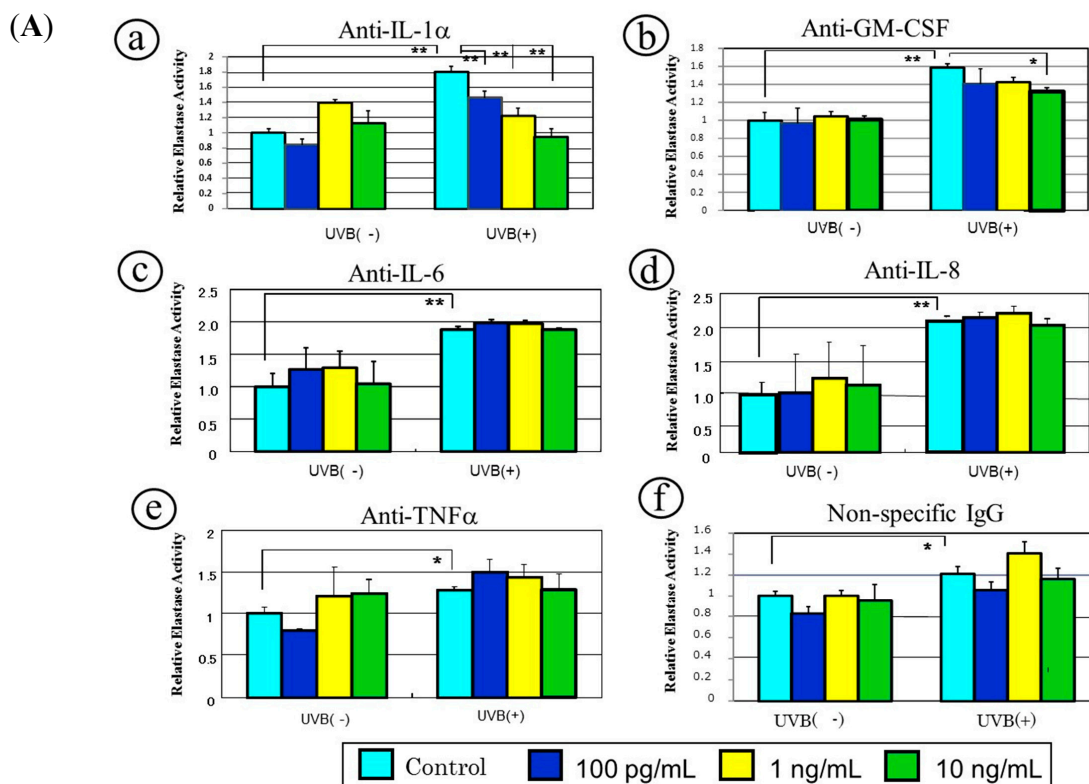 (A)
a
Anti-IL-1α
Relative Elastase Activity
2
1.8
1.6
1.4
1.2
1
0.8
0.6
0.4
0.2
0
**
**
**
**
UVB( -)
UVB(+)
b
Anti-GM-CSF
Relative Elastase Activity
1.8
1.6
1.4
1.2
1
0.8
0.6
0.4
0.2
0
**
*
UVB( -)
UVB(+)
c
Anti-IL-6
Relative Elastase Activity
2.5
2.0
1.5
1.0
0.5
0
**
UVB( -)
UVB(+)
d
Anti-IL-8
Relative Elastase Activity
2.5
2.0
1.0
0.5
0
**
UVB( -)
UVB(+)
e
Anti-TNFα
Relative Elastase Activity
2
1.5
1
0.5
0
*
UVB( -)
UVB(+)
f
Non-specific IgG
Relative Elastase Activity
1.6
1.4
1.2
1
0.8
0.6
0.4
0.2
0
*
UVB( -)
UVB(+)
Control 100 pg/mL 1 ng/mL 10 ng/mL